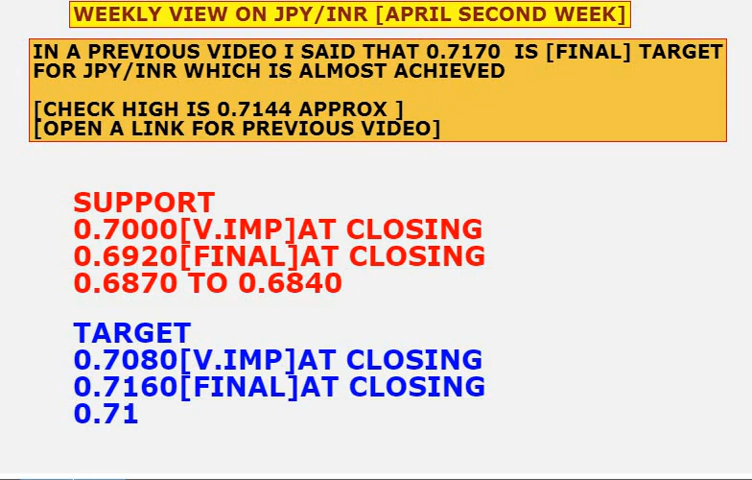 WEEKLY VIEW ON JPY/INR [APRIL SECOND WEEK]
IN A PREVIOUS VIDEO I SAID THAT 0.7170 IS [FINAL] TARGET
FOR JPY/INR WHICH IS ALMOST ACHIEVED
[CHECK HIGH IS 0.7144 APPROX ]
[OPEN A LINK FOR PREVIOUS VIDEO]
SUPPORT
0.7000[V.IMP]AT CLOSING
0.6920[FINAL]AT CLOSING
0.6870 TO 0.6840
TARGET
0.7080[V.IMP]AT CLOSING
0.7160[FINAL]AT CLOSING
0.71